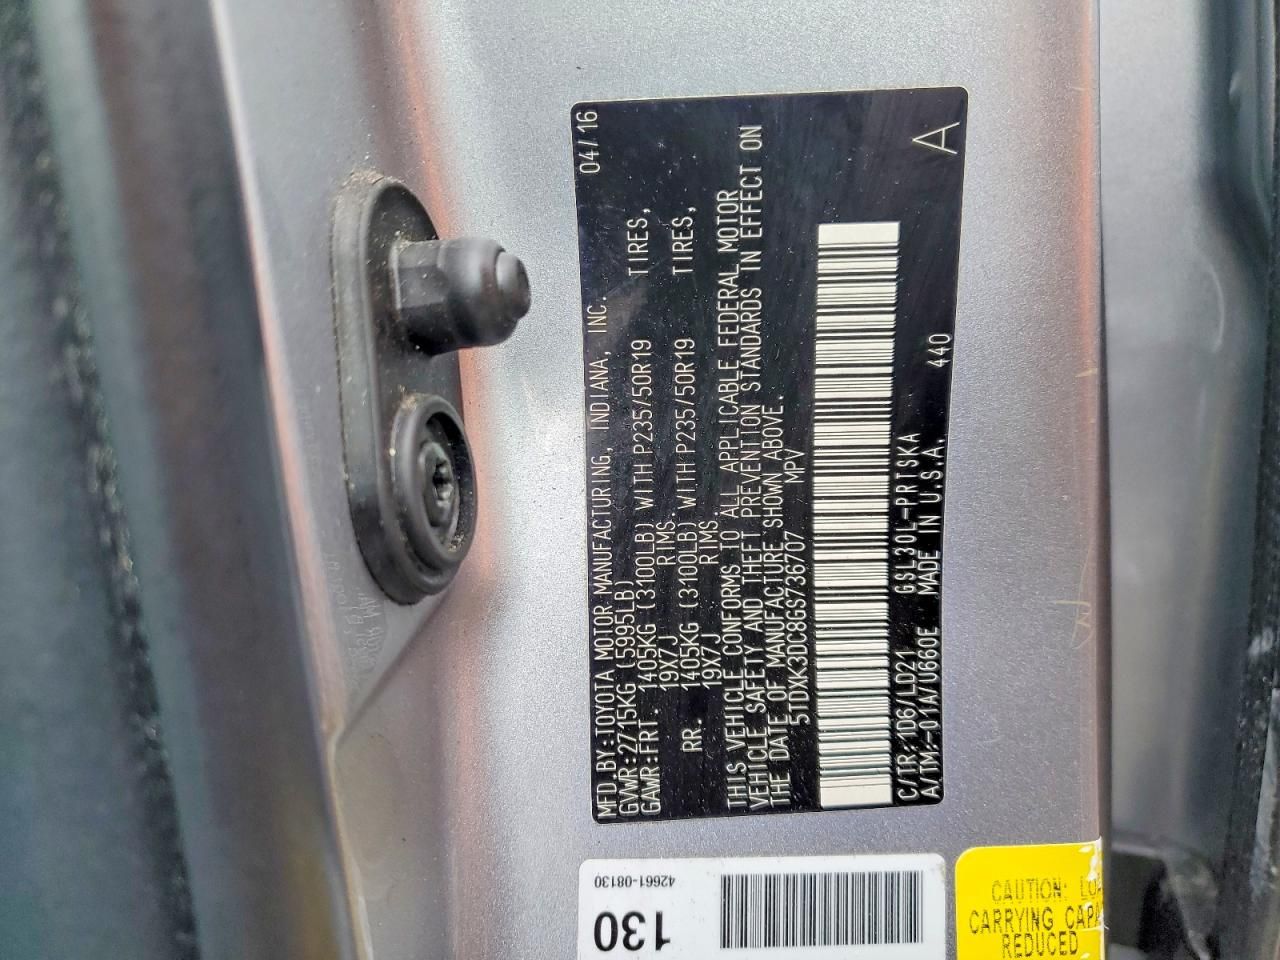 MFD.BY:TOYOTA MOTOR MANUFACTURING, INDIANA, INC. 04/16
GVWR:2715KG (5995LB)
GAWR:FRT. 1405KG (3100LB) WITH P235/50R19 TIRES,
19X7J RIMS
RR. 1405KG (3100LB) WITH P235/50R19 TIRES,
19X7J RIMS
THIS VEHICLE CONFORMS TO ALL APPLICABLE FEDERAL MOTOR
VEHICLE SAFETY AND THEFT PREVENTION STANDARDS IN EFFECT ON
THE DATE OF MANUFACTURE SHOWN ABOVE.
5TDXK3DC8GS736707 MPV
C/TR:1D6/LD21 GSL30L-PRTSKA
A/TM:-01A/U660E MADE IN U.S.A. 440
A
42661-08130
130
CAUTION:
CARRYING
REDUCED